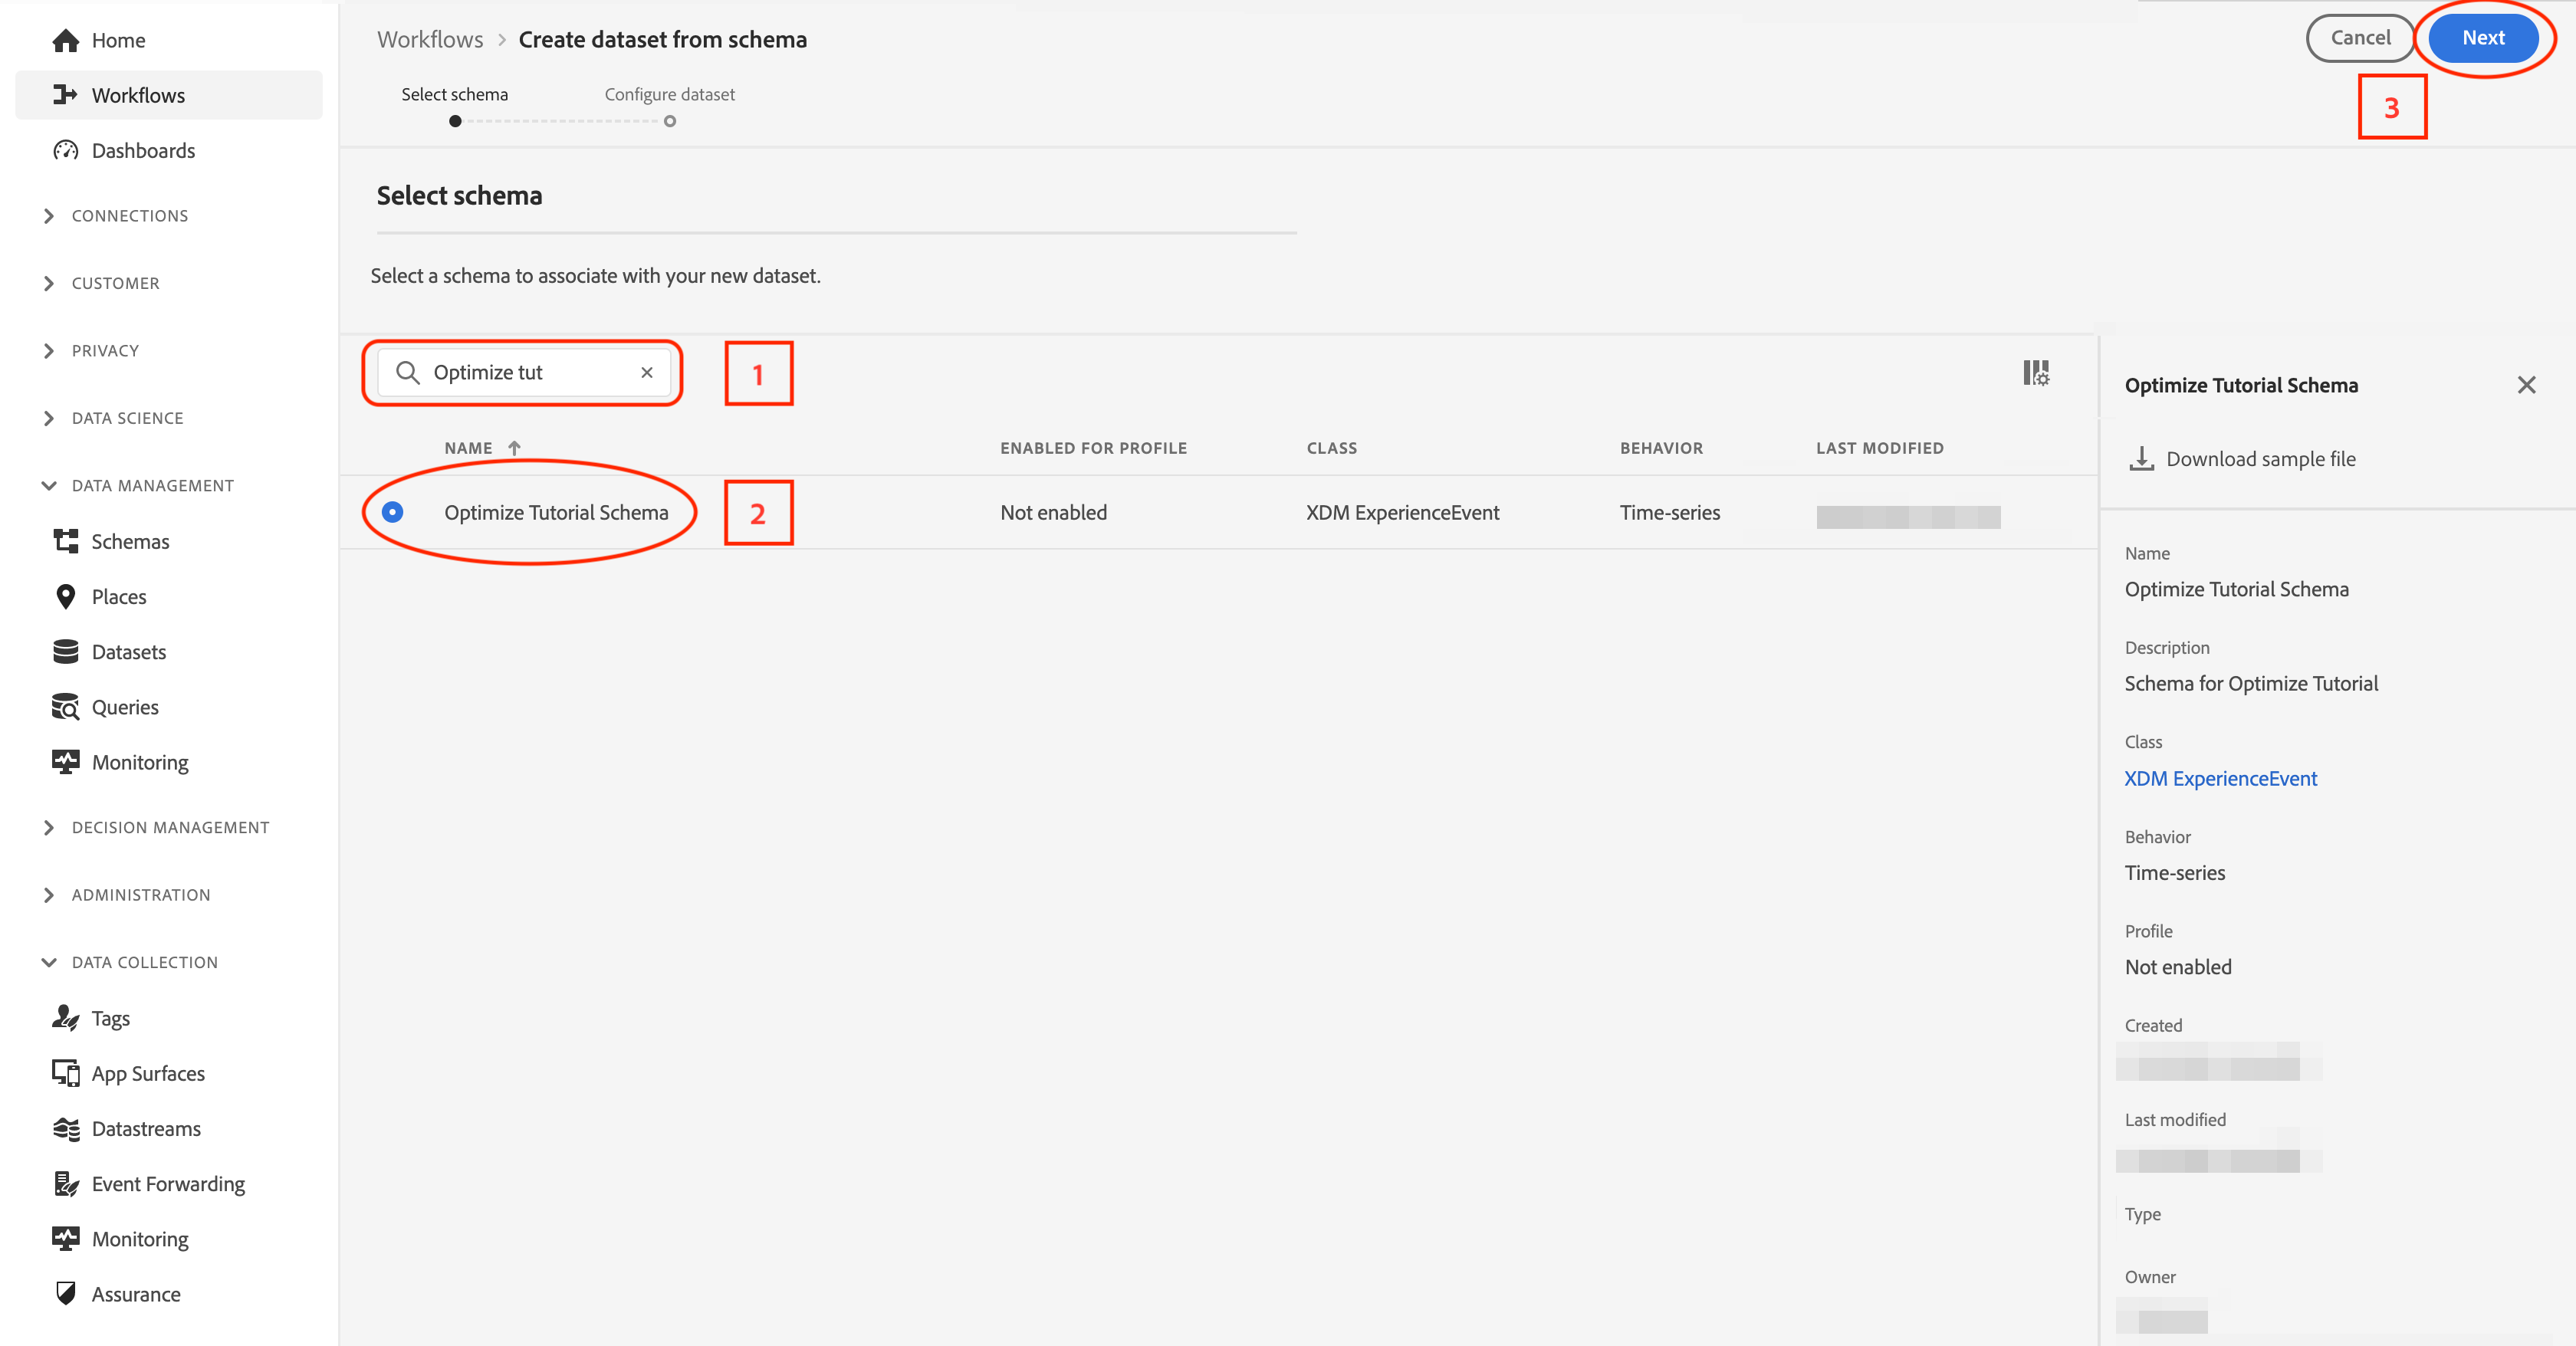 Home
Workflows
Dashboards
CONNECTIONS
CUSTOMER
PRIVACY
DATA SCIENCE
DATA MANAGEMENT
Schemas
Places
Datasets
Queries
Monitoring
DECISION MANAGEMENT
ADMINISTRATION
DATA COLLECTION
Tags
App Surfaces
Datastreams
Event Forwarding
Monitoring
Assurance
Workflows > Create dataset from schema
Cancel
Next
3
Select schema
Configure dataset
Select schema
Select a schema to associate with your new dataset.
Optimize tut
1
NAME ENABLED FOR PROFILE CLASS BEHAVIOR LAST MODIFIED
Optimize Tutorial Schema 2 Not enabled XDM ExperienceEvent Time-series
Optimize Tutorial Schema
Download sample file
Name
Optimize Tutorial Schema
Description
Schema for Optimize Tutorial
Class
XDM ExperienceEvent
Behavior
Time-series
Profile
Not enabled
Created
Last modified
Type
Owner